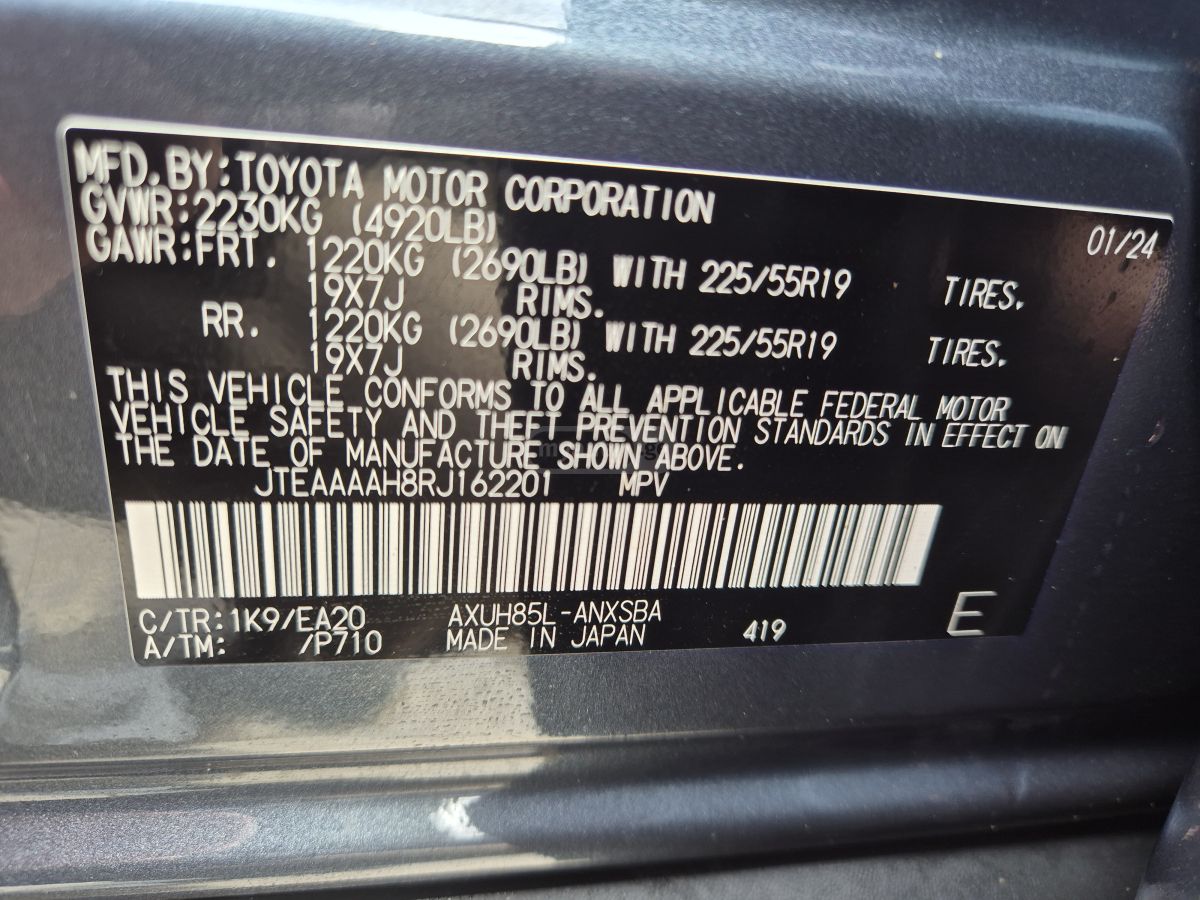 MFD.BY:TOYOTA MOTOR CORPORATION 01/24
GVWR:2230KG (4920LB)
GAWR:FRT. 1220KG (2690LB) WITH 225/55R19 TIRES.
19X7J RIMS.
RR. 1220KG (2690LB) WITH 225/55R19 TIRES.
19X7J RIMS.
THIS VEHICLE CONFORMS TO ALL APPLICABLE FEDERAL MOTOR
VEHICLE SAFETY AND THEFT PREVENTION STANDARDS IN EFFECT ON
THE DATE OF MANUFACTURE SHOWN ABOVE.
JTEAAAAH8RJ162201 MPV
C/TR:1K9/EA20 AXUH85L-ANXSBA
A/TM: /P710 MADE IN JAPAN 419 E